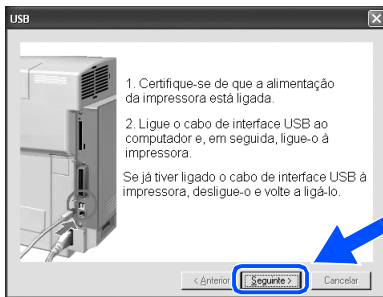 USB
1. Certifique-se de que a alimentação
da impressora está ligada.
2. Ligue o cabo de interface USB ao
computador e, em seguida, ligue-o à
impressora.
Se já tiver ligado o cabo de interface USB à
impressora, desligue-o e volte a ligá-lo.
< Anterior Seguinte > Cancelar